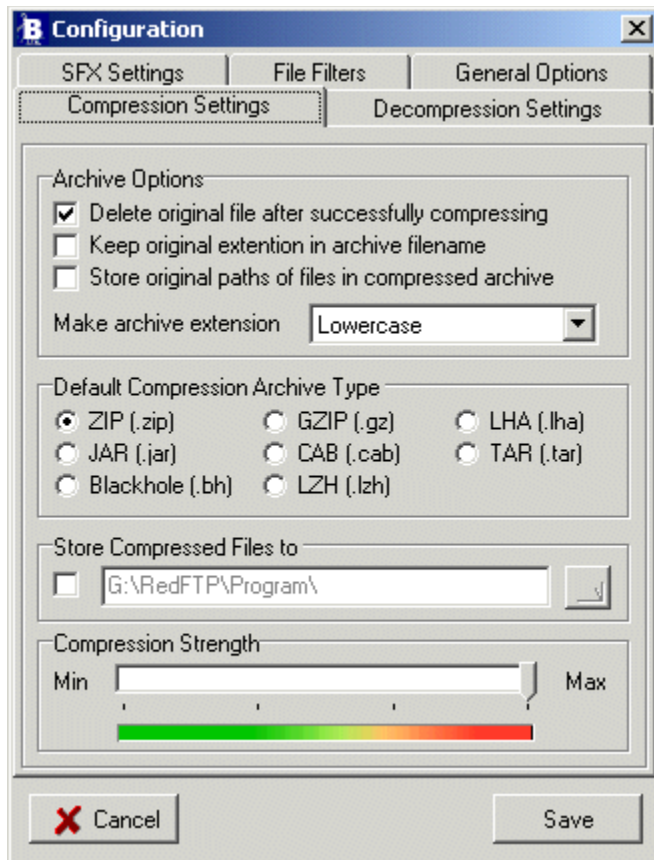 Configuration
SFX Settings
File Filters
General Options
Compression Settings
Decompression Settings
Archive Options
Delete original file after successfully compressing
Keep original extention in archive filename
Store original paths of files in compressed archive
Make archive extension Lowercase
Default Compression Archive Type
ZIP (.zip) GZIP (.gz) LHA (.lha)
JAR (.jar) CAB (.cab) TAR (.tar)
Blackhole (.bh) LZH (.lzh)
Store Compressed Files to
G:\RedFTP\Program\
Compression Strength
Min Max
Cancel Save